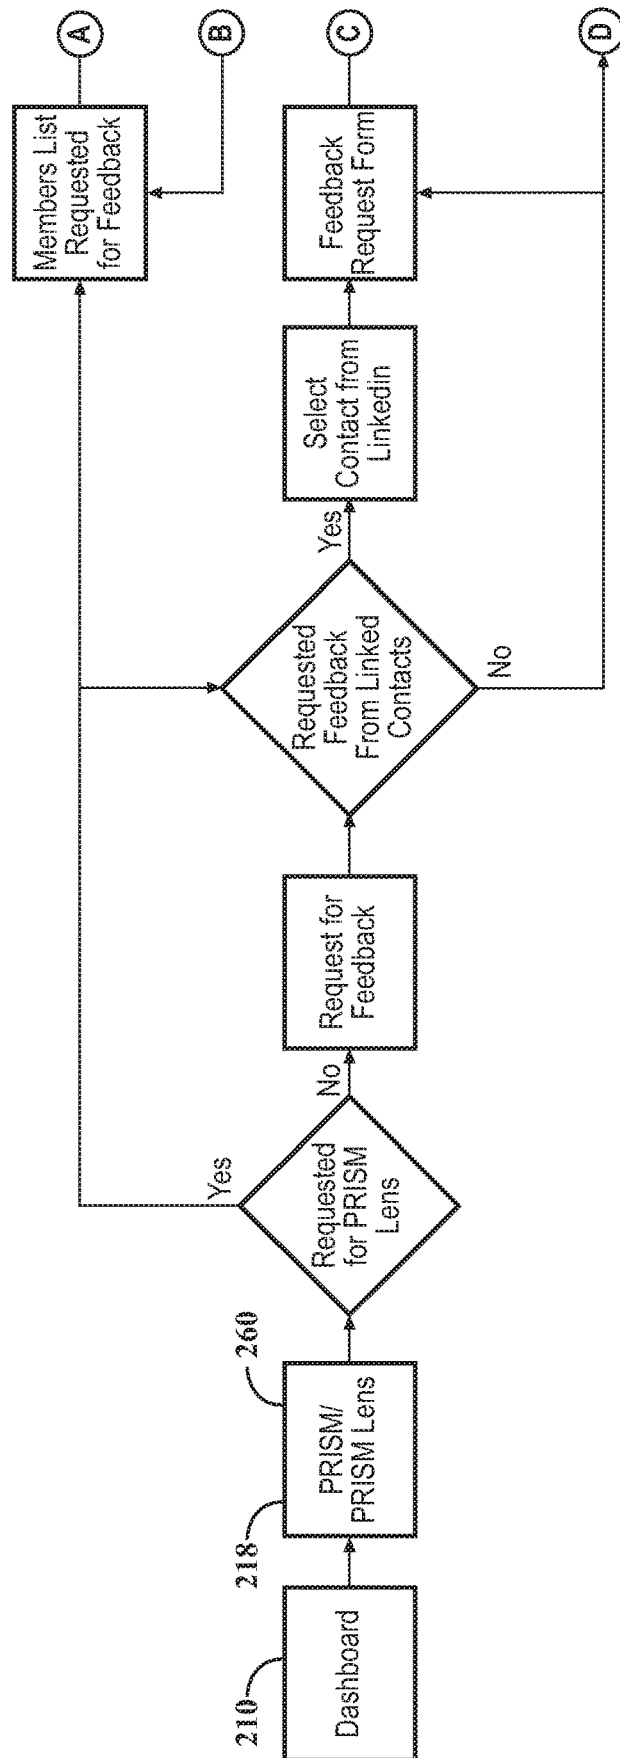 210
Dashboard
218
260
PRISM/
PRISM Lens
Requested
for PRISM
Lens
Yes
No
Request for
Feedback
Requested
Feedback
From Linked
Contacts
Yes
No
Select
Contact from
Linkedin
Feedback
Request Form
Members List
Requested
for Feedback
A
B
C
D